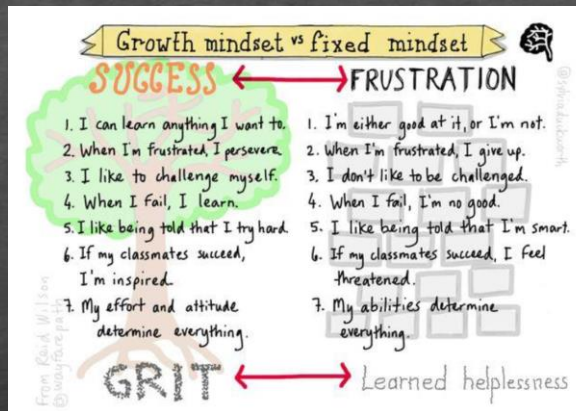 Growth mindset vs fixed mindset
SUCCESS
FRUSTRATION
1. I can learn anything I want to.
2. When I'm frustrated, I persevere.
3. I like to challenge myself.
4. When I fail, I learn.
5. I like being told that I try hard.
6. If my classmates succeed,
I'm inspired.
7. My effort and attitude
determine everything.
1. I'm either good at it, or I'm not.
2. When I'm frustrated, I give up.
3. I don't like to be challenged.
4. When I fail, I'm no good.
5. I like being told that I'm smart.
6. If my classmates succeed, I feel
threatened.
7. My abilities determine
everything.
GRIT
Learned helplessness
From Reid Wilson
@wayfarepath
@sylviaduckworth